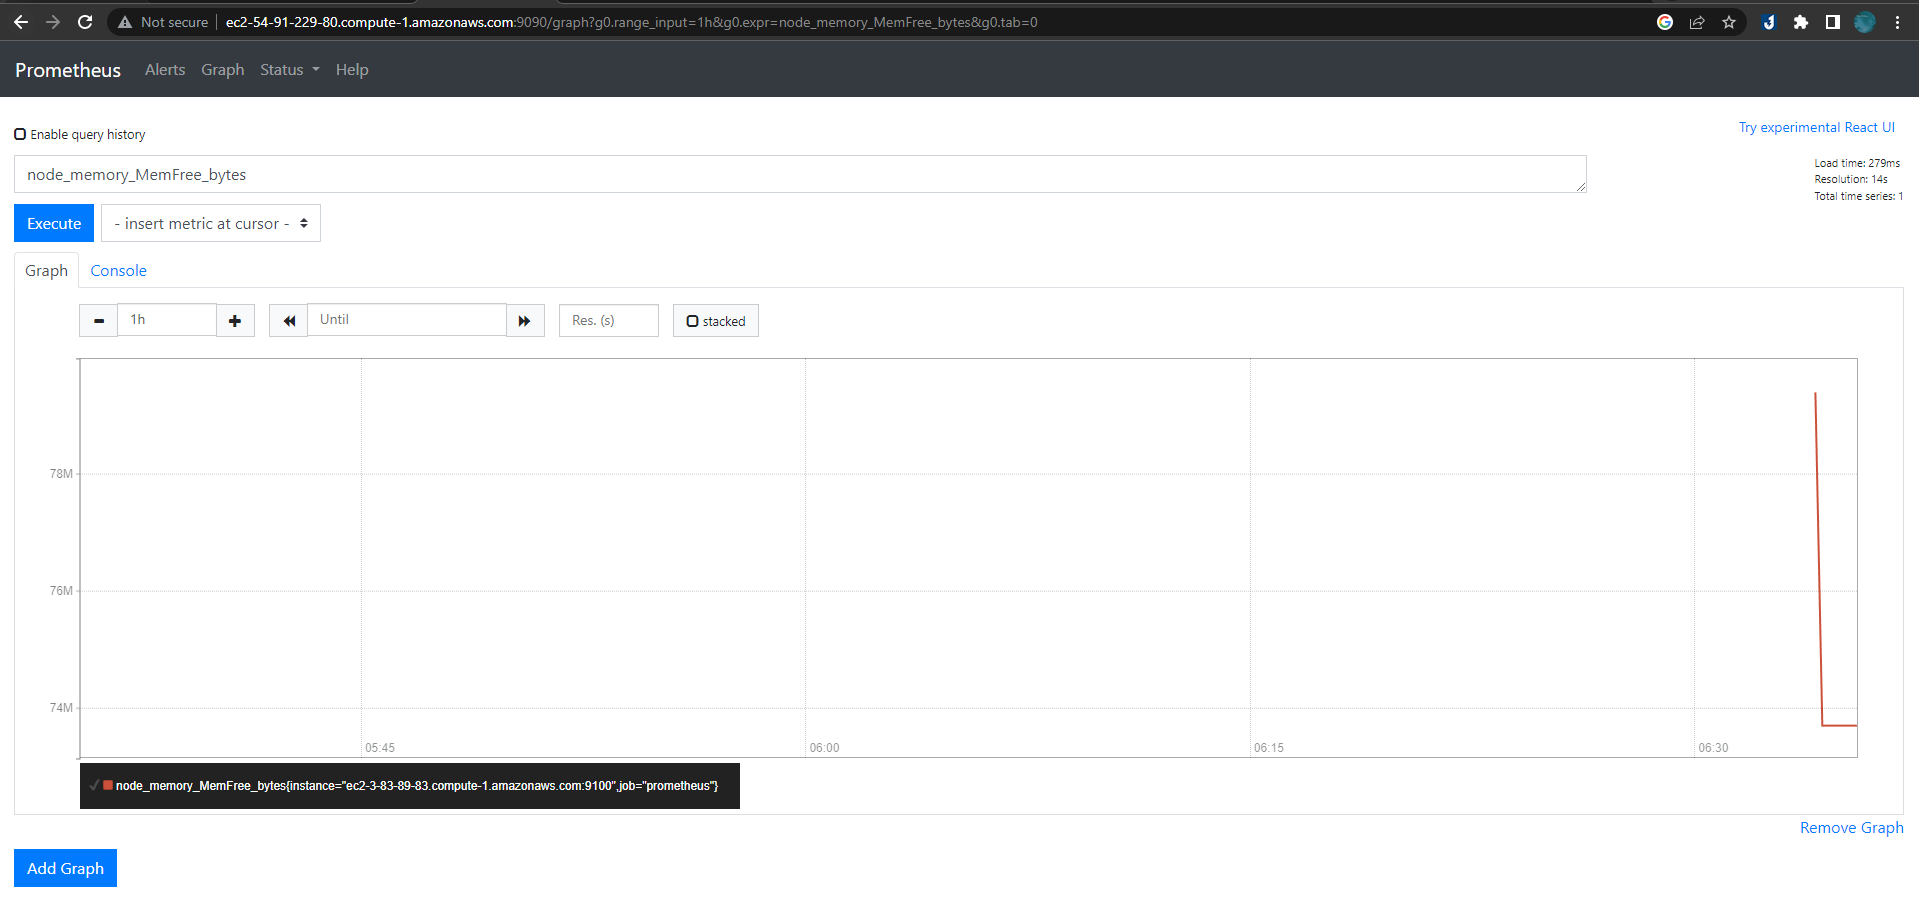 Not secure | ec2-54-91-229-80.compute-1.amazonaws.com:9090/graph?g0.range_input=1h&g0.expr=node_memory_MemFree_bytes&g0.tab=0
Prometheus Alerts Graph Status Help
Enable query history
Try experimental React UI
node_memory_MemFree_bytes
Load time: 279ms
Resolution: 14s
Total time series: 1
Execute - insert metric at cursor -
Graph Console
1h Until Res. (s) stacked
78M
76M
74M
05:45 06:00 06:15 06:30
node_memory_MemFree_bytes{instance="ec2-3-83-89-83.compute-1.amazonaws.com:9100",job="prometheus"}
Remove Graph
Add Graph